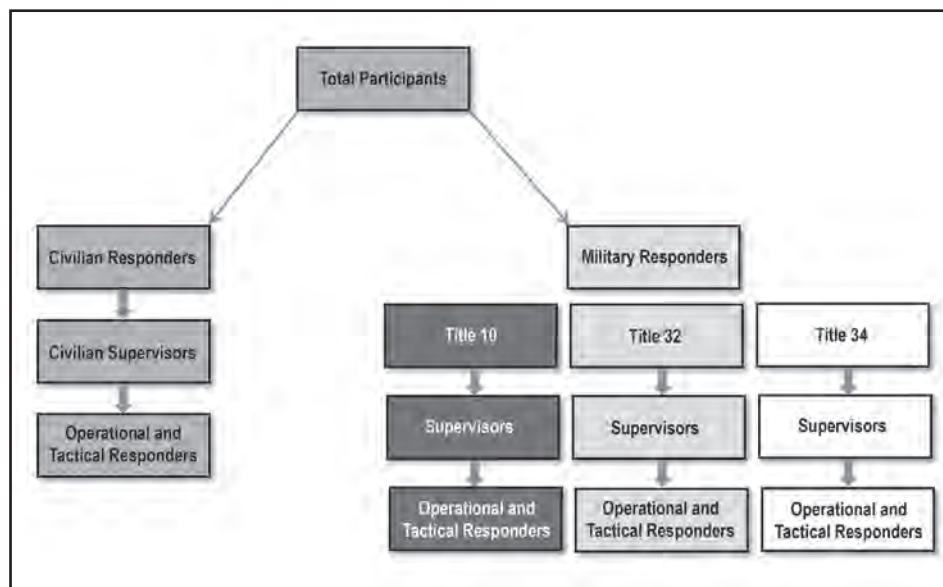 Total Participants
Civilian Responders
Military Responders
Civilian Supervisors
Title 10
Title 32
Title 34
Operational and
Tactical Responders
Supervisors
Supervisors
Supervisors
Operational and
Tactical Responders
Operational and
Tactical Responders
Operational and
Tactical Responders